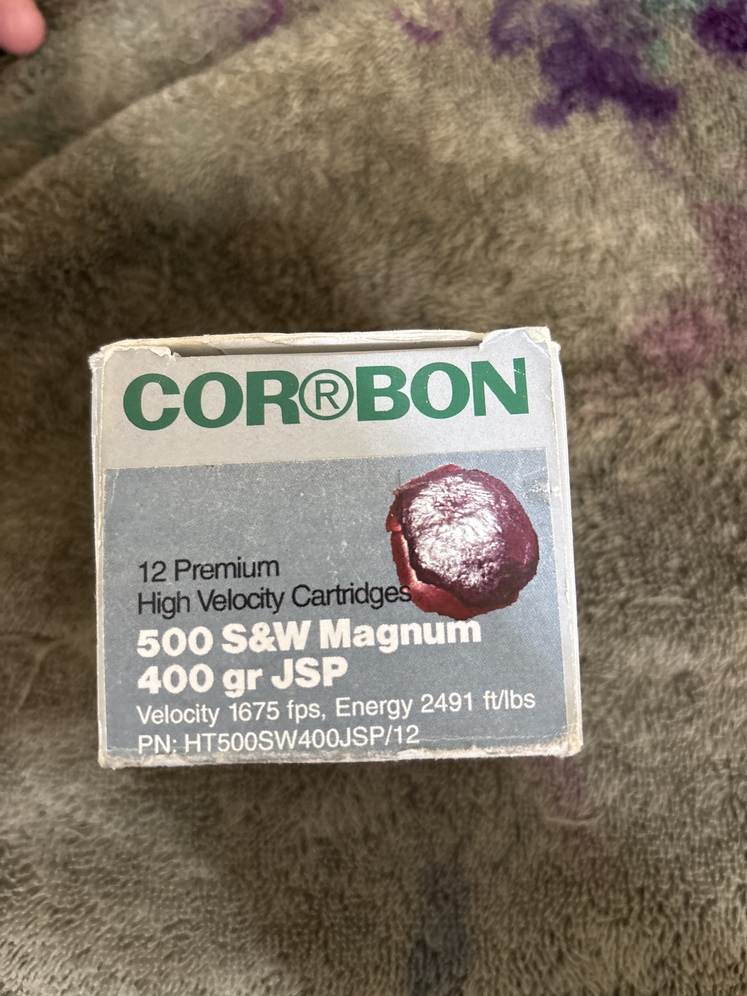 COR®BON
12 Premium
High Velocity Cartridges
500 S&W Magnum
400 gr JSP
Velocity 1675 fps, Energy 2491 ft/lbs
PN: HT500SW400JSP/12